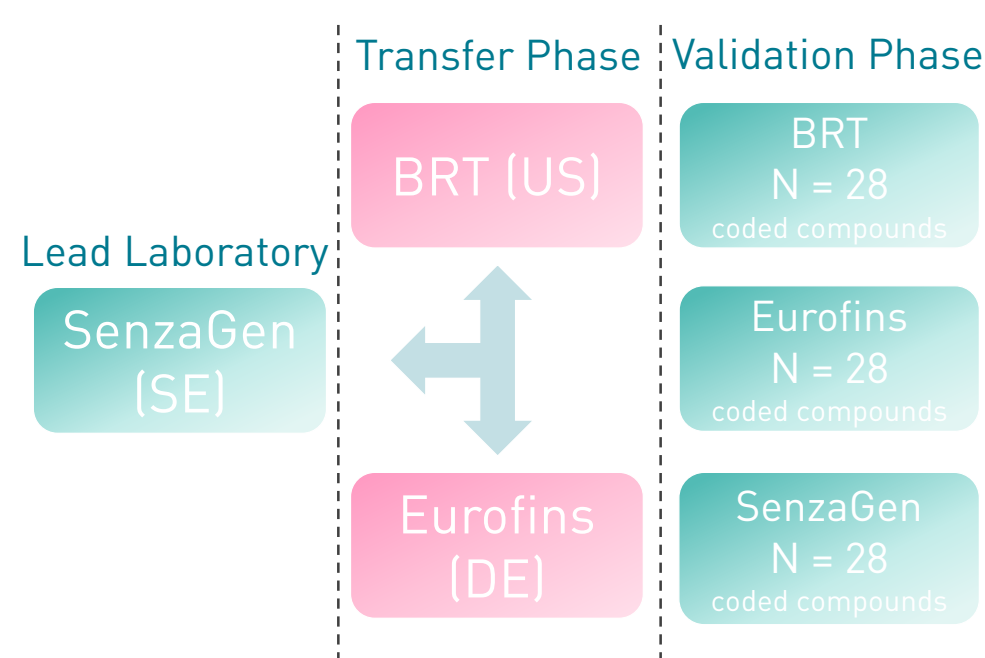 Lead Laboratory
SenzaGen
(SE)
Transfer Phase
BRT (US)
Eurofins
(DE)
Validation Phase
BRT
N = 28
coded compounds
Eurofins
N = 28
coded compounds
SenzaGen
N = 28
coded compounds